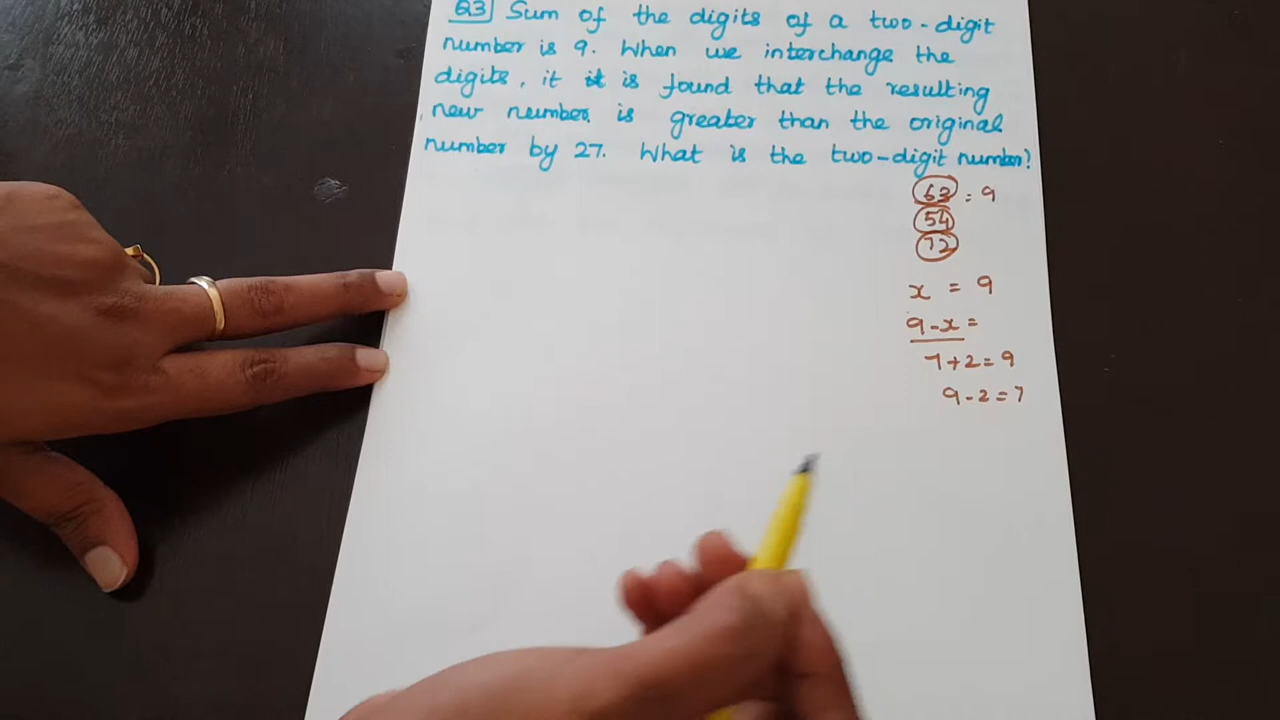 Q3 Sum of the digits of a two-digit
number is 9. When we interchange the
digits, it it is found that the resulting
new number is greater than the original
number by 27. What is the two-digit number?
63 = 9
54
72
x = 9
9-x =
7+2=9
9-2=7